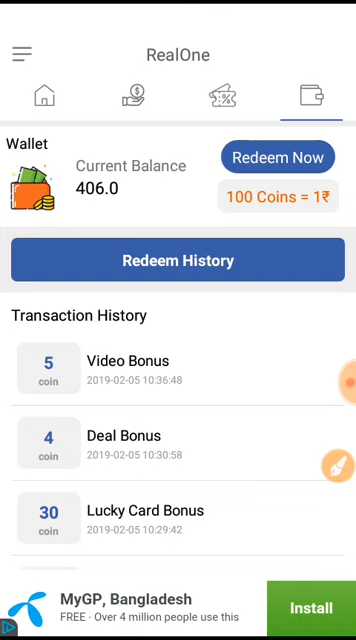 RealOne
Wallet
Current Balance
406.0
Redeem Now
100 Coins = 1₹
Redeem History
Transaction History
5
coin
Video Bonus
2019-02-05 10:36:48
4
coin
Deal Bonus
2019-02-05 10:30:58
30
coin
Lucky Card Bonus
2019-02-05 10:29:42
MyGP, Bangladesh
FREE · Over 4 million people use this
Install